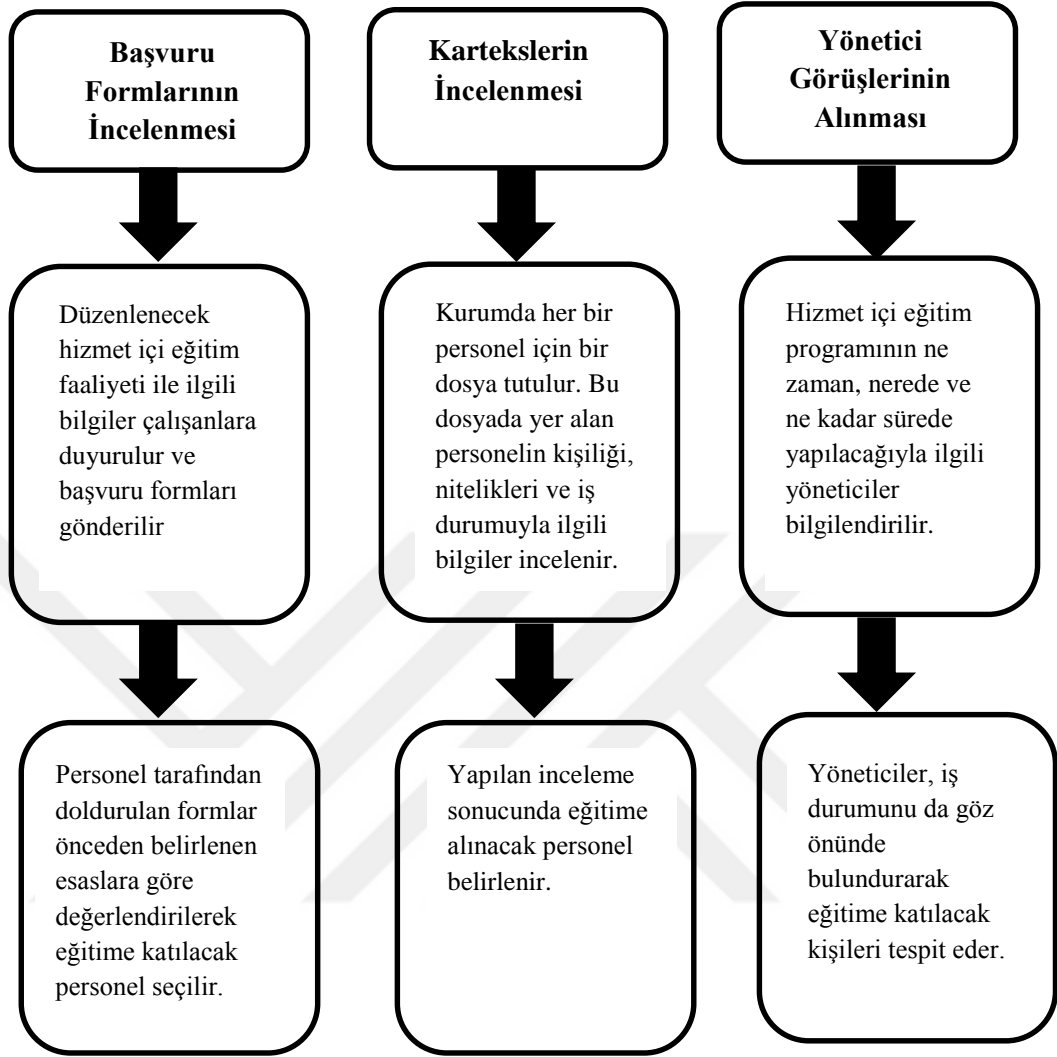 Başvuru
Formlarının
İncelenmesi
Kartekslerin
İncelenmesi
Yönetici
Görüşlerinin
Alınması
Düzenlenecek
hizmet içi eğitim
faaliyeti ile ilgili
bilgiler çalışanlara
duyurulur ve
başvuru formları
gönderilir
Kurumda her bir
personel için bir
dosya tutulur. Bu
dosyada yer alan
personelin kişiliği,
nitelikleri ve iş
durumuyla ilgili
bilgiler incelenir.
Hizmet içi eğitim
programının ne
zaman, nerede ve
ne kadar sürede
yapılacağıyla ilgili
yöneticiler
bilgilendirilir.
Personel tarafından
doldurulan formlar
önceden belirlenen
esaslara göre
değerlendirilerek
eğitime katılacak
personel seçilir.
Yapılan inceleme
sonucunda eğitime
alınacak personel
belirlenir.
Yöneticiler, iş
durumunu da göz
önünde
bulundurarak
eğitime katılacak
kişileri tespit eder.